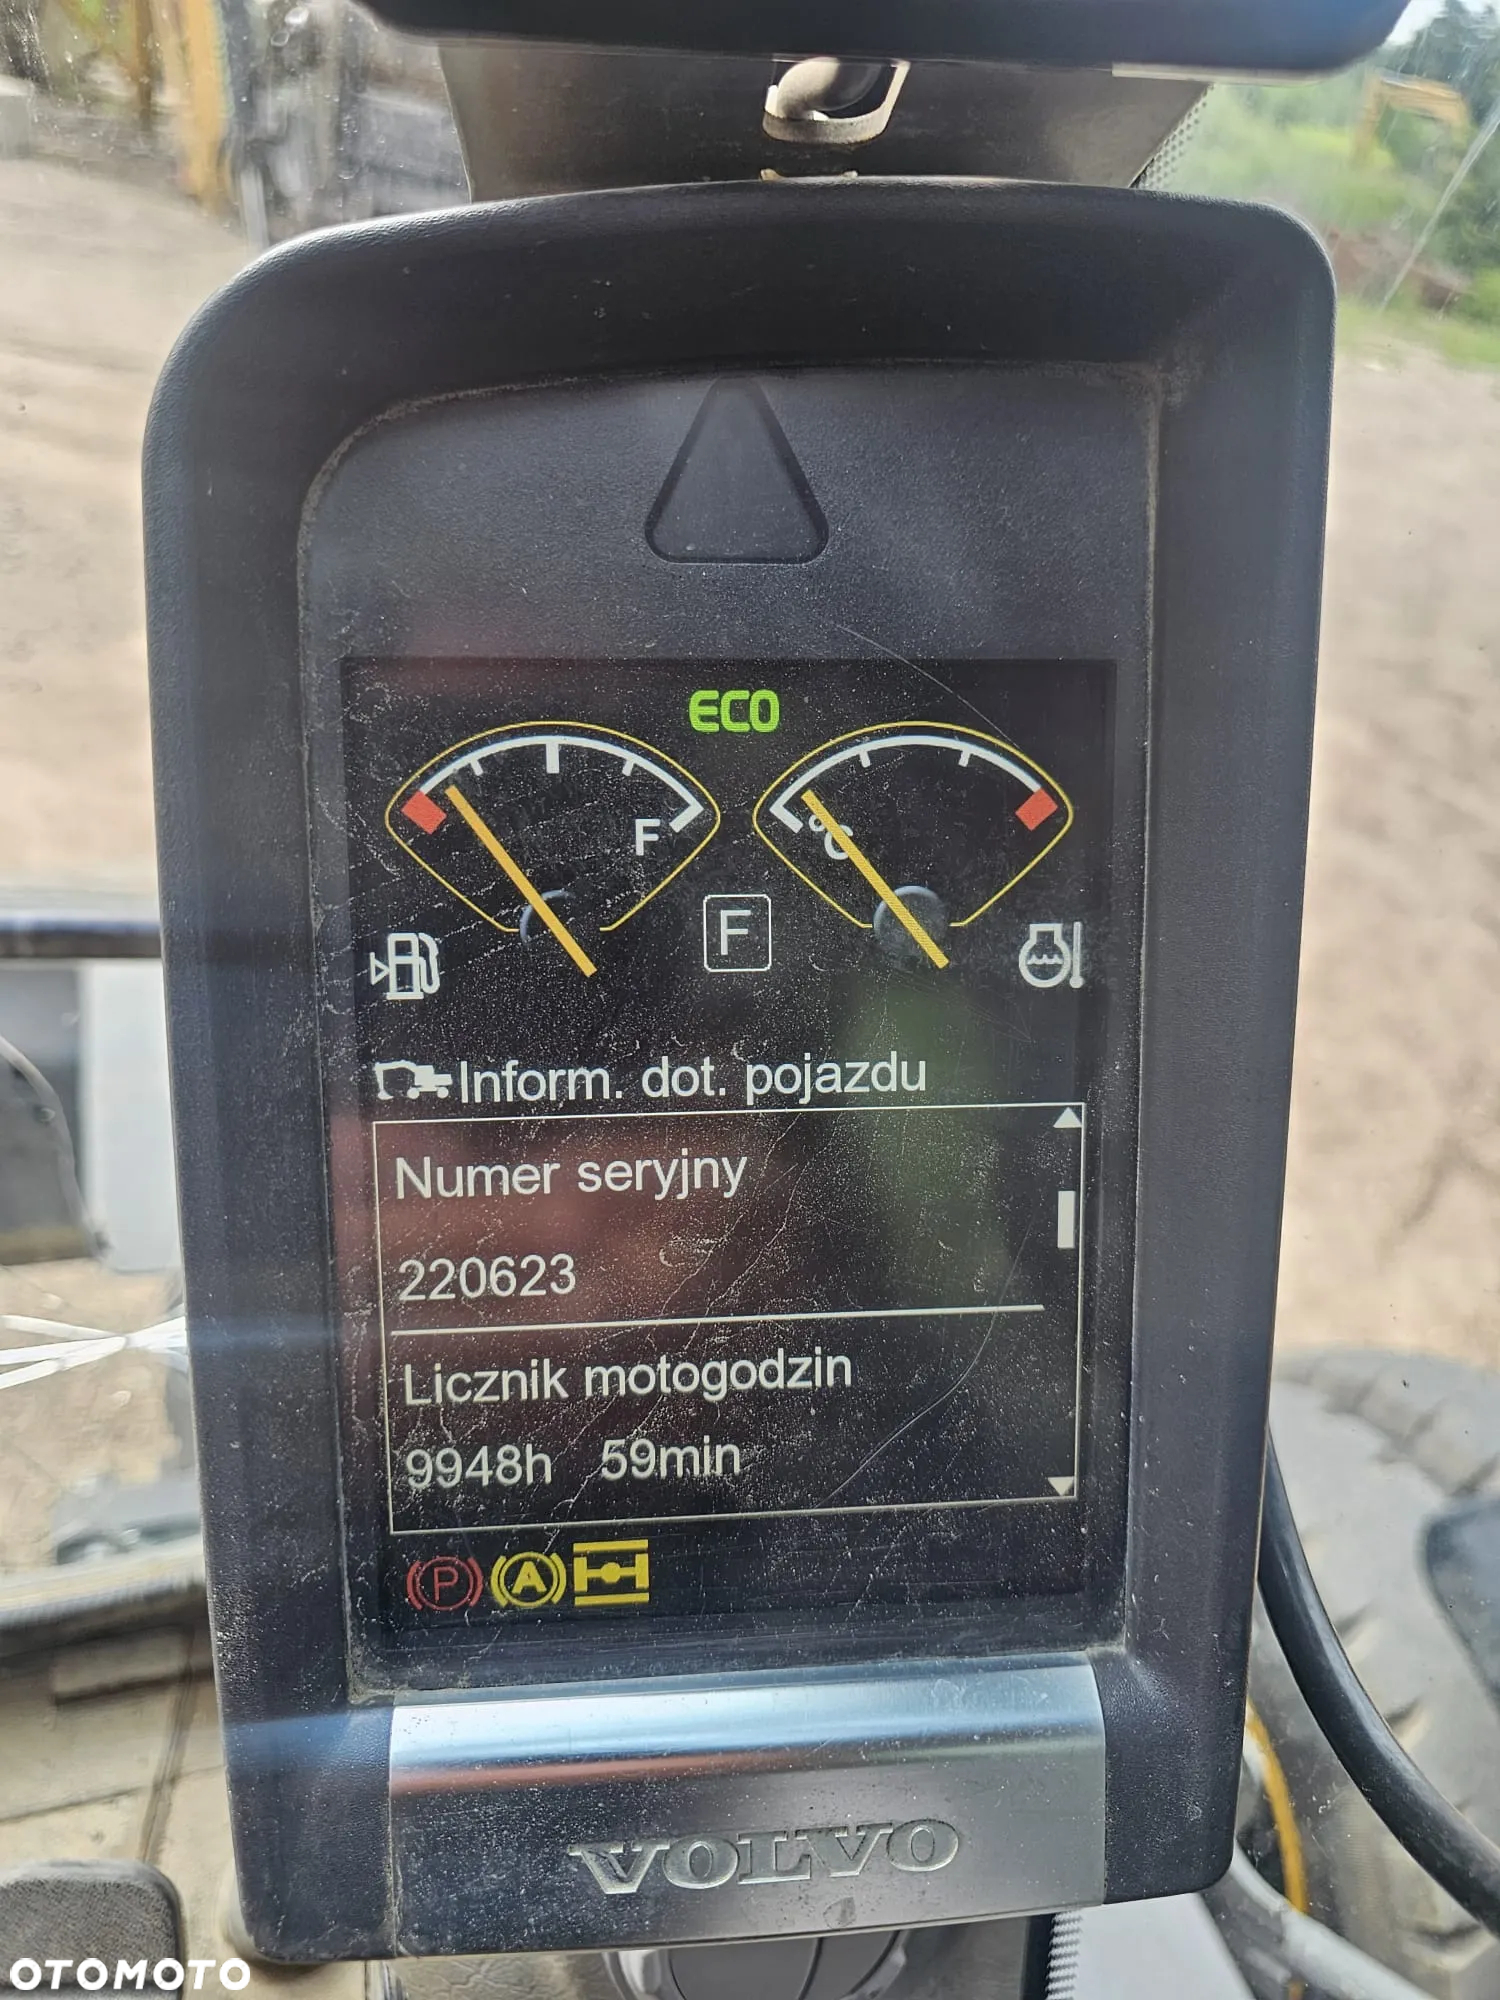 ECO
F
°C
F
Inform. dot. pojazdu
Numer seryjny
220623
Licznik motogodzin
9948h 59min
P A
VOLVO
OTOMOTO